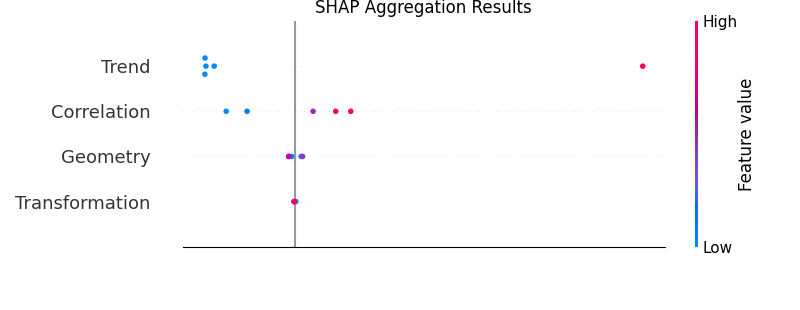 SHAP Aggregation Results
High
Trend
Correlation
Geometry
Transformation
Feature value
Low